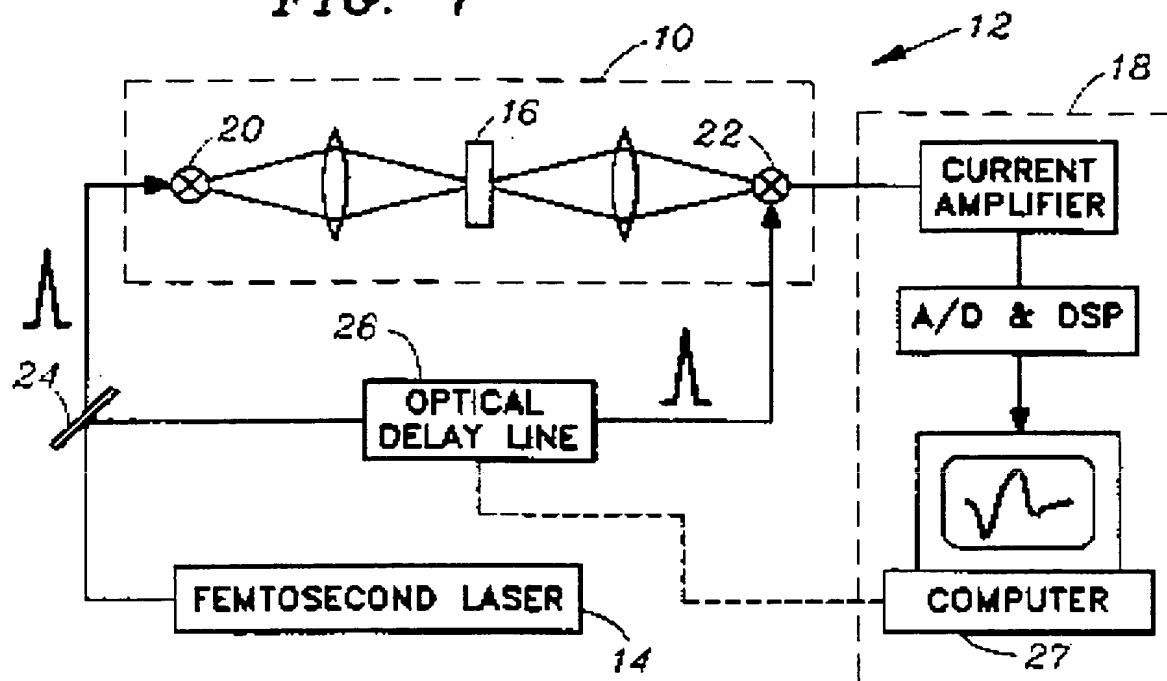 FIG.
10
12
18
20
16
22
CURRENT
AMPLIFIER
26
A/D & DSP
24
OPTICAL
DELAY LINE
FEMTOSECOND LASER
14
COMPUTER
27